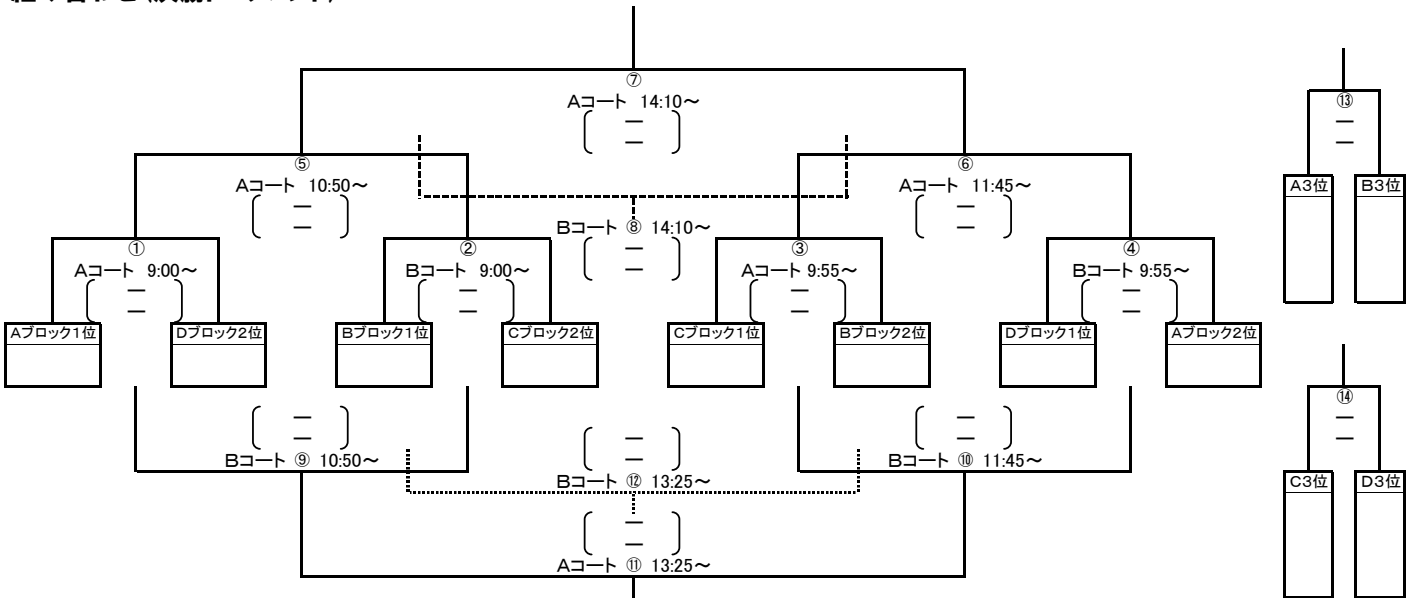 ⑦
Aコート 14:10～
⑬
A3位 B3位
⑤
Aコート 10:50～
⑥
Aコート 11:45～
Bコート ⑧ 14:10～
①
Aコート 9:00～
②
Bコート 9:00～
③
Aコート 9:55～
④
Bコート 9:55～
Aブロック1位 Dブロック2位 Bブロック1位 Cブロック2位 Cブロック1位 Bブロック2位 Dブロック1位 Aブロック2位
⑭
C3位 D3位
Bコート ⑨ 10:50～
Bコート ⑩ 11:45～
Bコート ⑫ 13:25～
Aコート ⑪ 13:25～